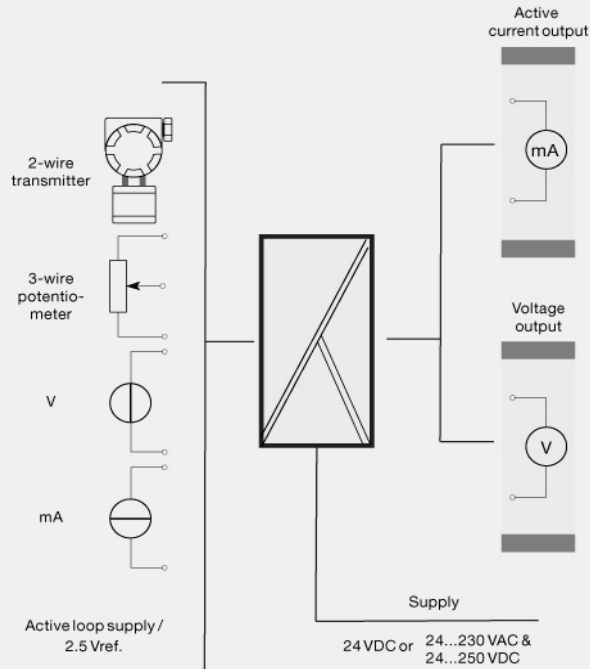 Active
current output
mA
2-wire
transmitter
3-wire
potentio-
meter
V
mA
Active loop supply /
2.5 Vref.
Voltage
output
V
Supply
24 VDC or
24...230 VAC &
24...250 VDC